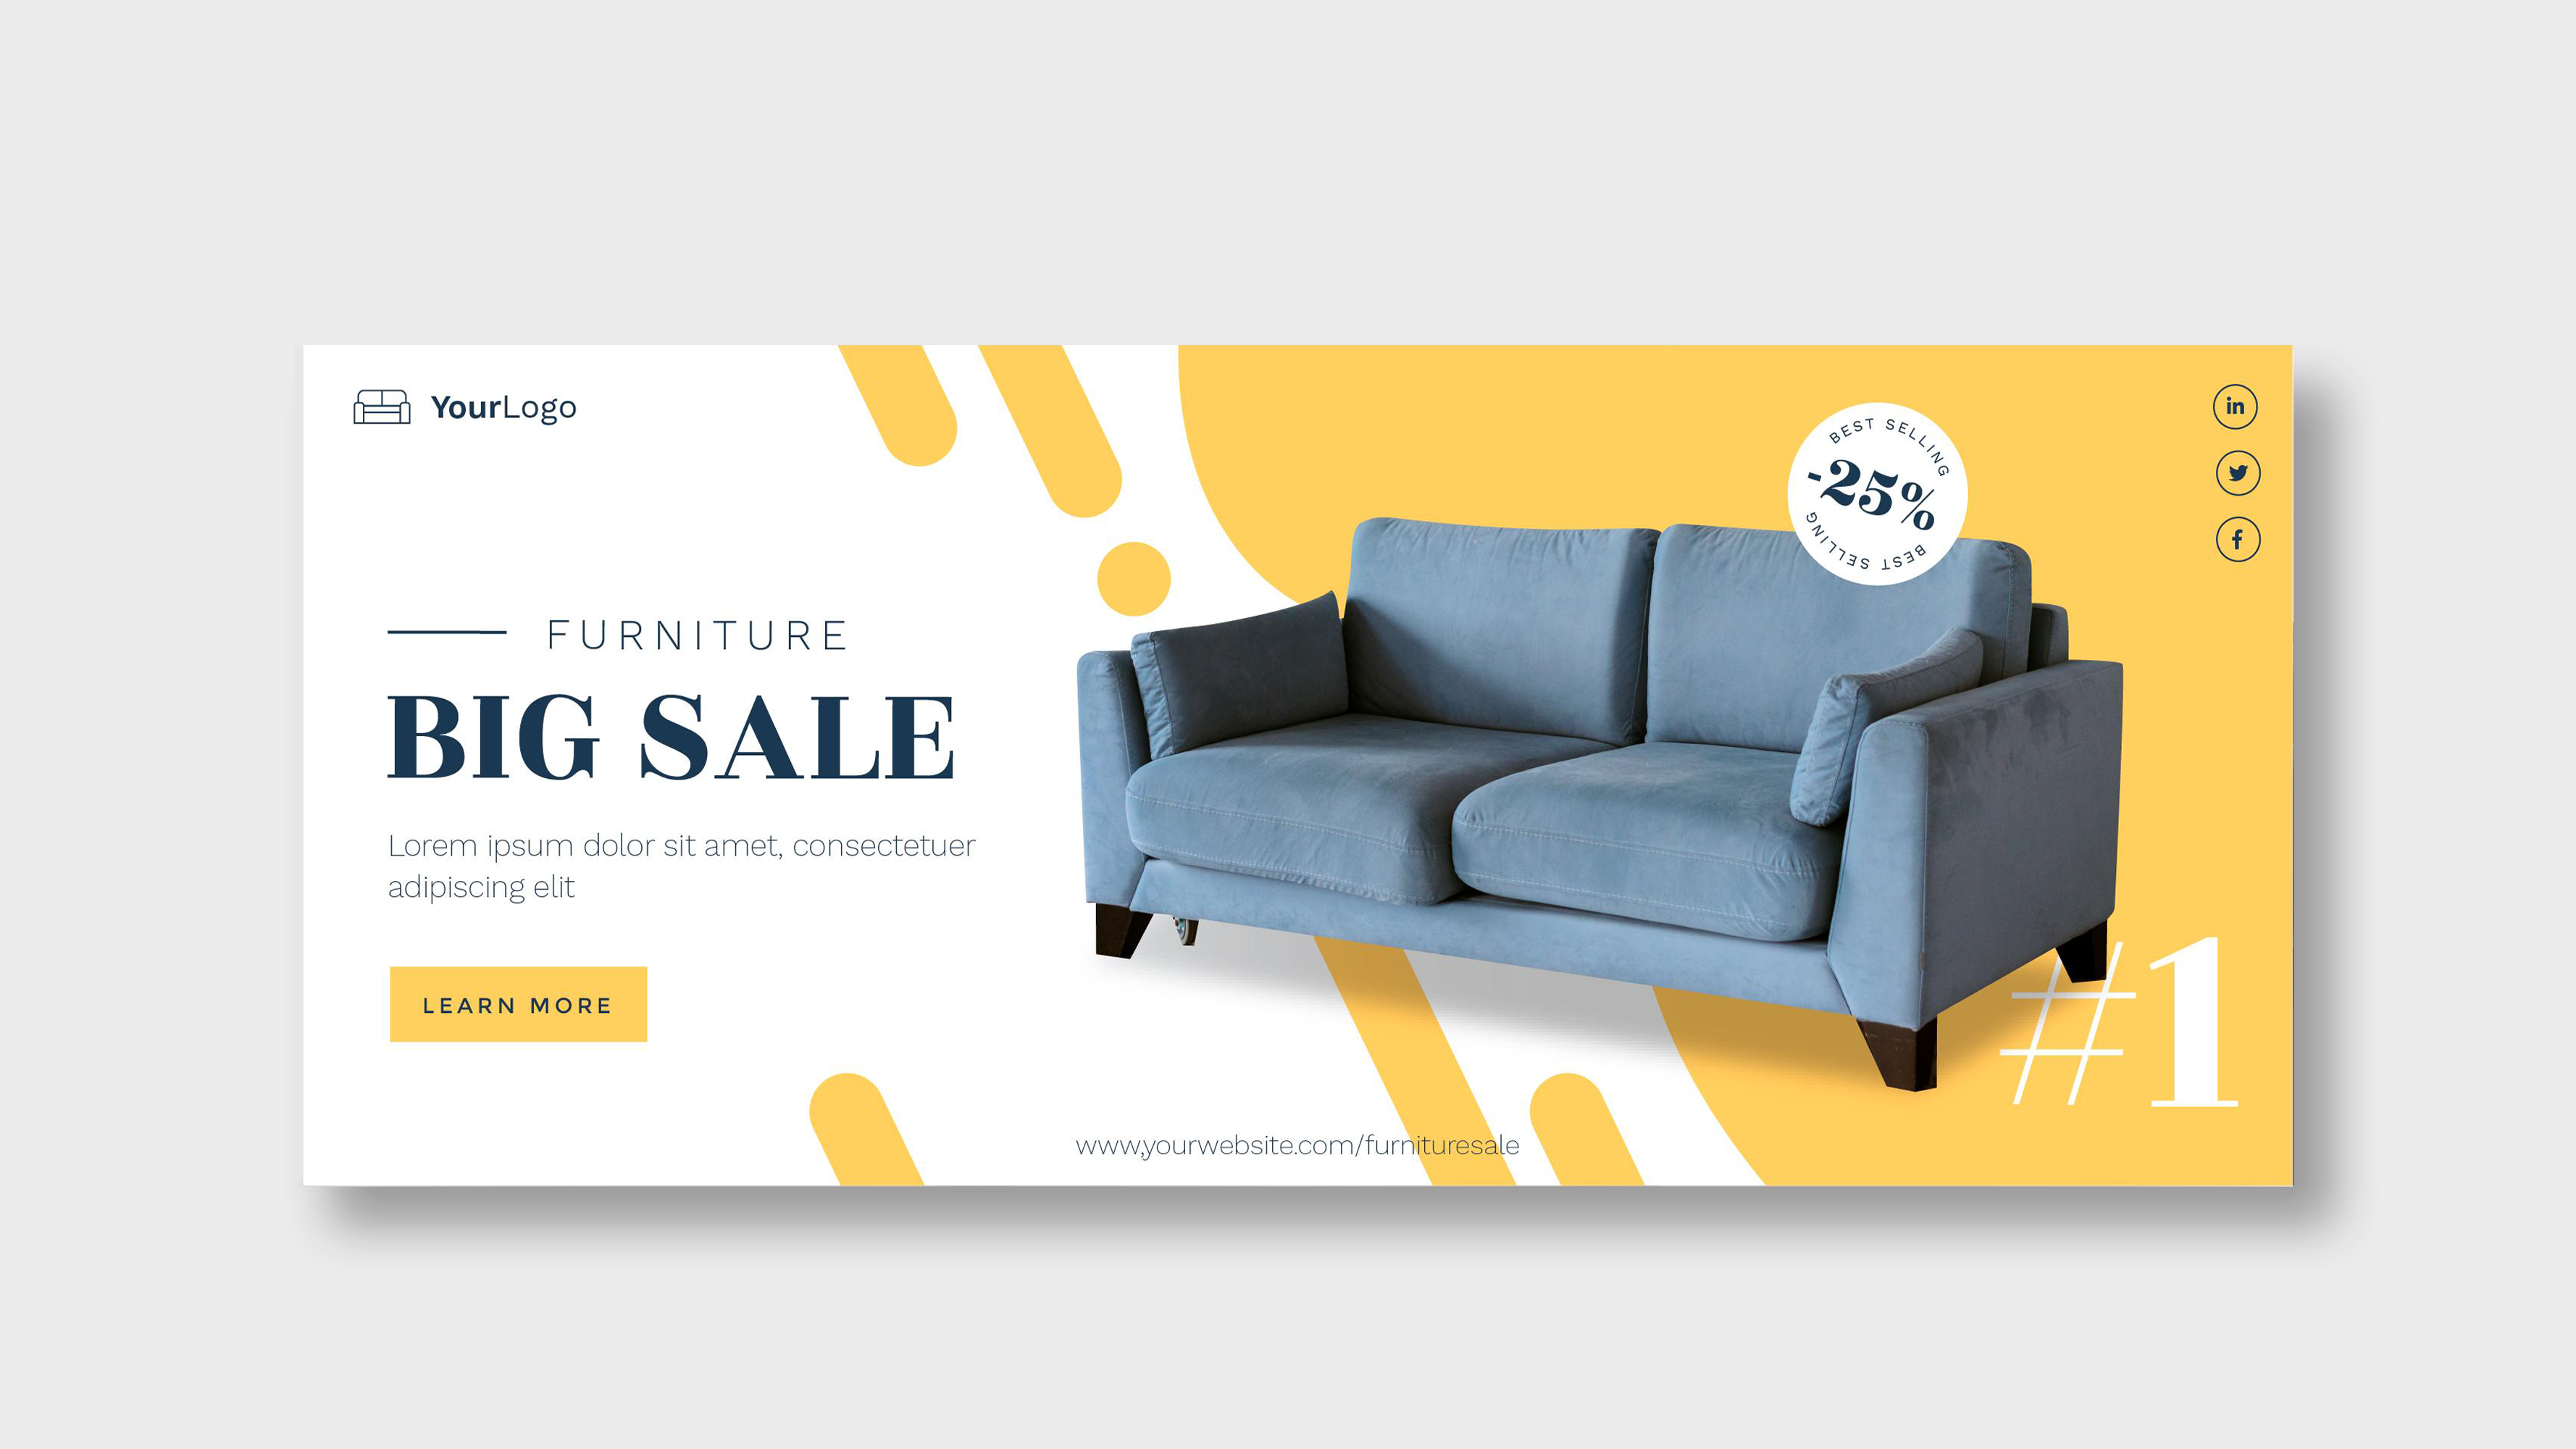 YourLogo
in
BEST SELLING
-25%
BEST SELLING
FURNITURE
BIG SALE
Lorem ipsum dolor sit amet, consectetuer
adipiscing elit
LEARN MORE
#1
www,yourwebsite.com/furnituresale